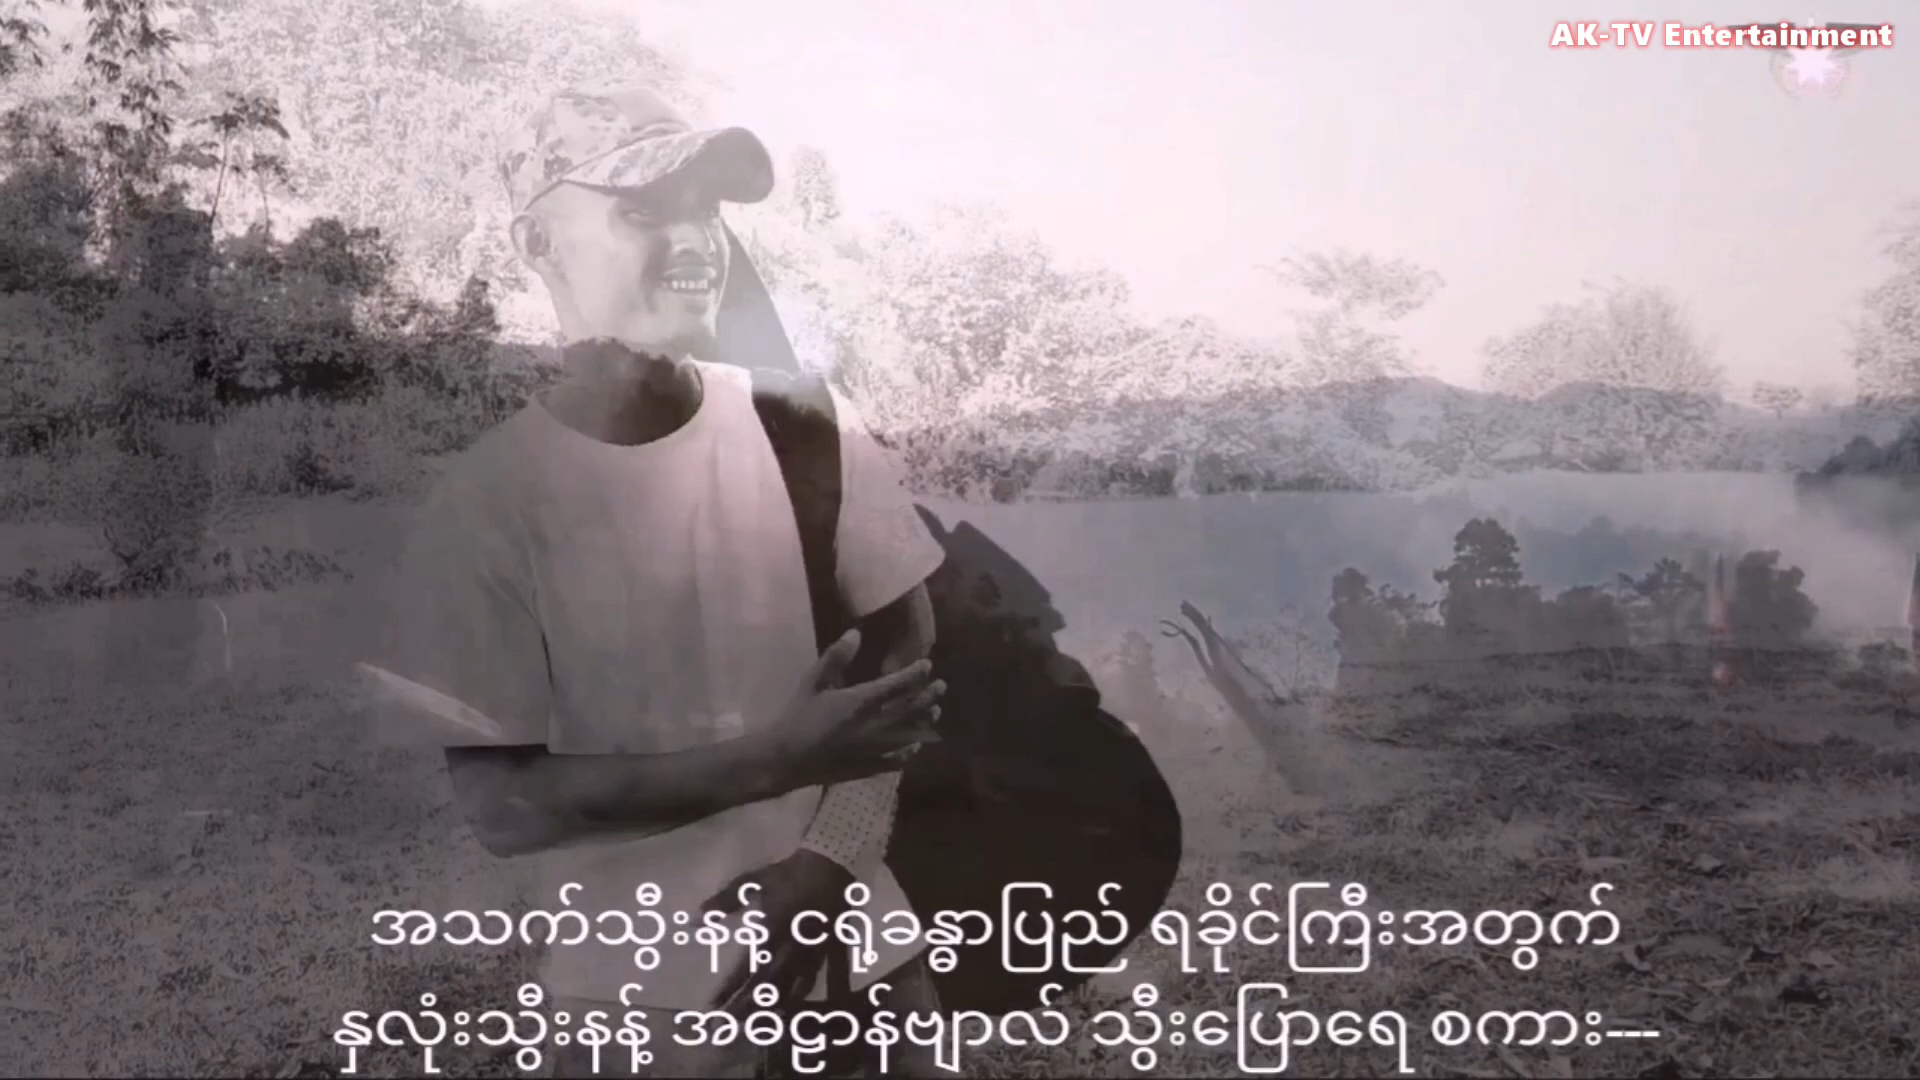 AK-TV Entertainment
အသက်သွီးနန့် ငရို့ခန္ဓာပြည် ရခိုင်ကြီးအတွက်
နှလုံးသွီးနန့် အဓိဋ္ဌာန်ဗျာလ် သွီးပြောရေ စကား---